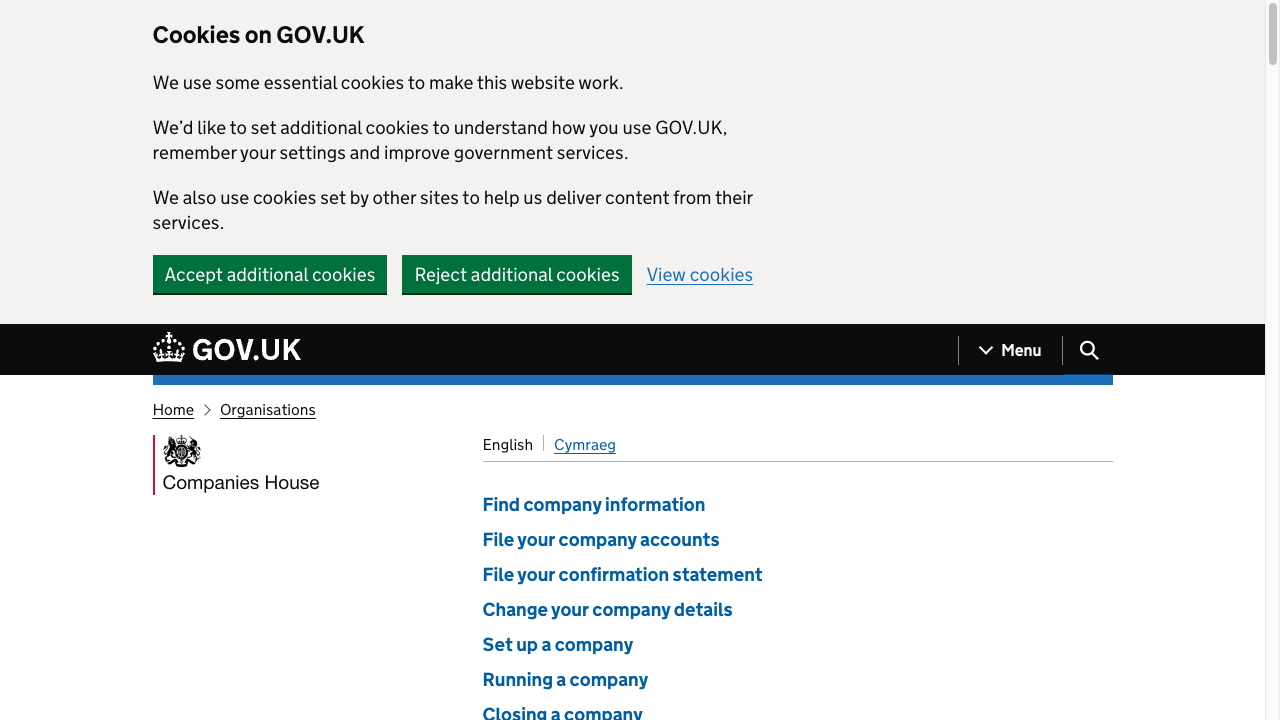 Cookies on GOV.UK
We use some essential cookies to make this website work.
We’d like to set additional cookies to understand how you use GOV.UK,
remember your settings and improve government services.
We also use cookies set by other sites to help us deliver content from their
services.
Accept additional cookies Reject additional cookies View cookies
GOV.UK Menu
Home Organisations
Companies House
English Cymraeg
Find company information
File your company accounts
File your confirmation statement
Change your company details
Set up a company
Running a company
Closing a company